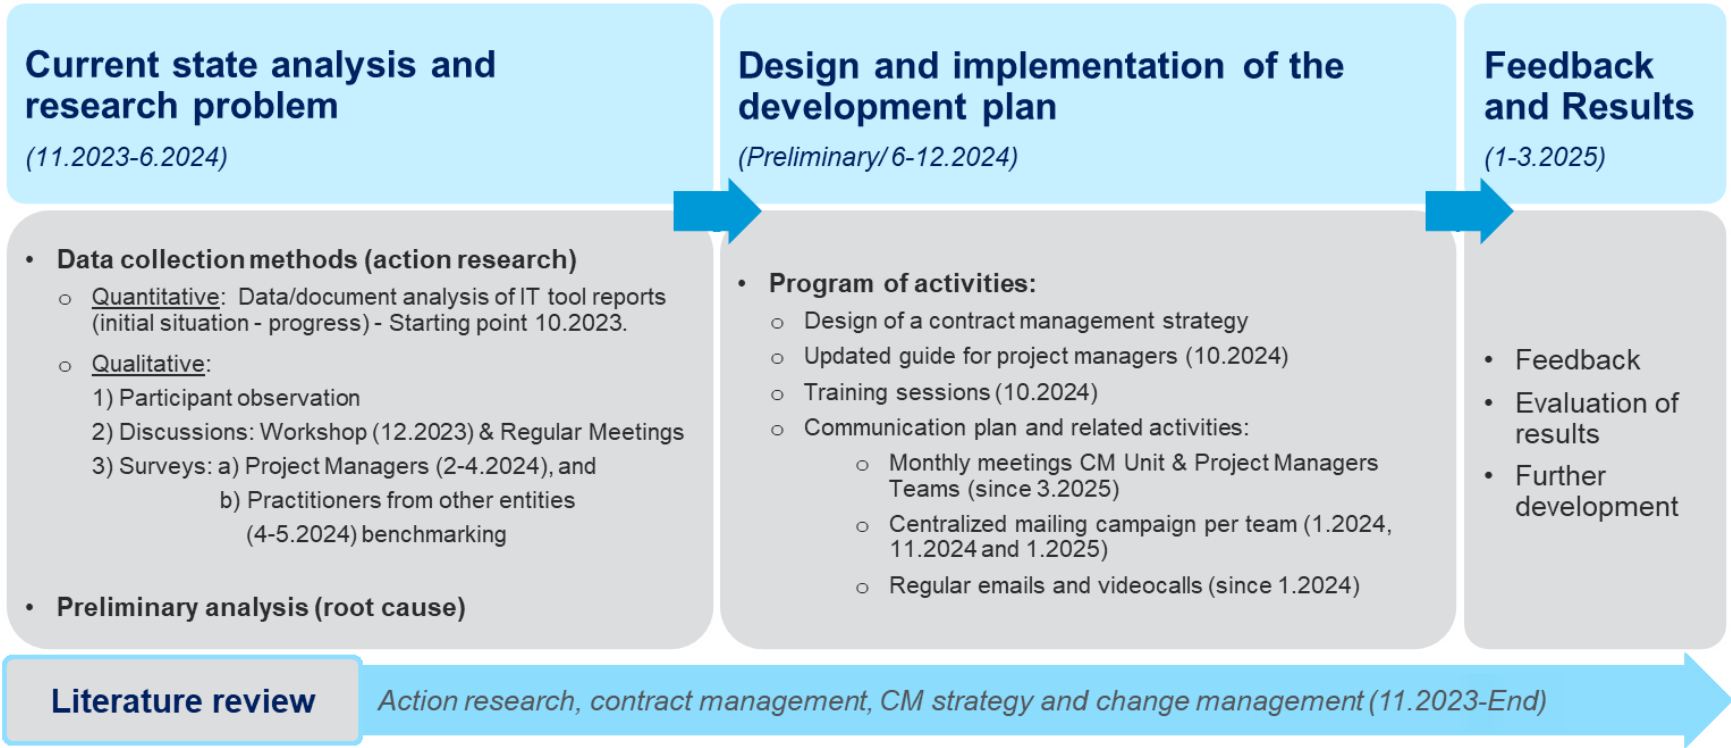 Current state analysis and
research problem
(11.2023-6.2024)
• Data collection methods (action research)
o Quantitative: Data/document analysis of IT tool reports
(initial situation - progress) - Starting point 10.2023.
o Qualitative:
1) Participant observation
2) Discussions: Workshop (12.2023) & Regular Meetings
3) Surveys: a) Project Managers (2-4.2024), and
b) Practitioners from other entities
(4-5.2024) benchmarking
• Preliminary analysis (root cause)
Design and implementation of the
development plan
(Preliminary/ 6-12.2024)
• Program of activities:
o Design of a contract management strategy
o Updated guide for project managers (10.2024)
o Training sessions (10.2024)
o Communication plan and related activities:
o Monthly meetings CM Unit & Project Managers
Teams (since 3.2025)
o Centralized mailing campaign per team (1.2024,
11.2024 and 1.2025)
o Regular emails and videocalls (since 1.2024)
Feedback
and Results
(1-3.2025)
• Feedback
• Evaluation of
results
• Further
development
Literature review
Action research, contract management, CM strategy and change management (11.2023-End)